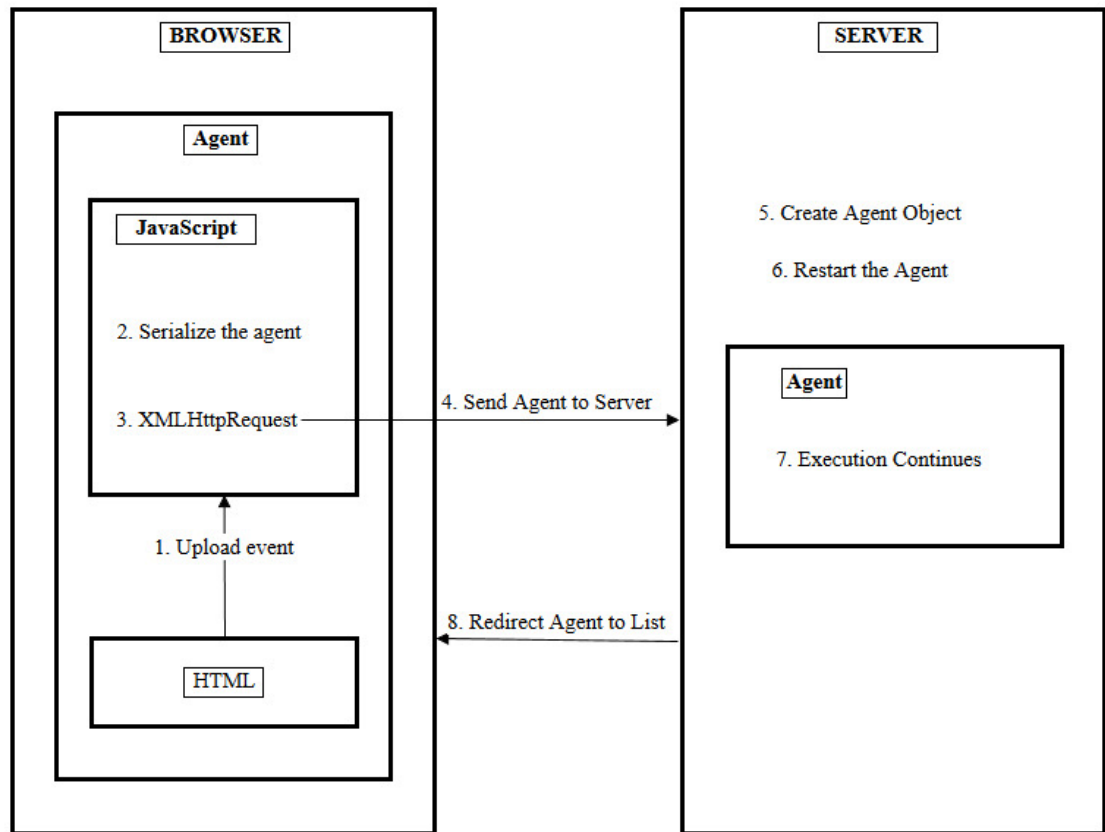 BROWSER
Agent
JavaScript
2. Serialize the agent
3. XMLHttpRequest
1. Upload event
HTML
4. Send Agent to Server
8. Redirect Agent to List
SERVER
5. Create Agent Object
6. Restart the Agent
Agent
7. Execution Continues